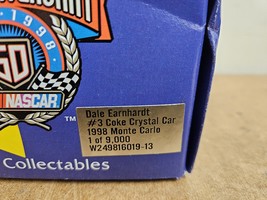 1998
50
NASCAR
TM
Dale Earnhardt
#3 Coke Crystal Car
1998 Monte Carlo
1 of 9,000
W249816019-13
Collectables